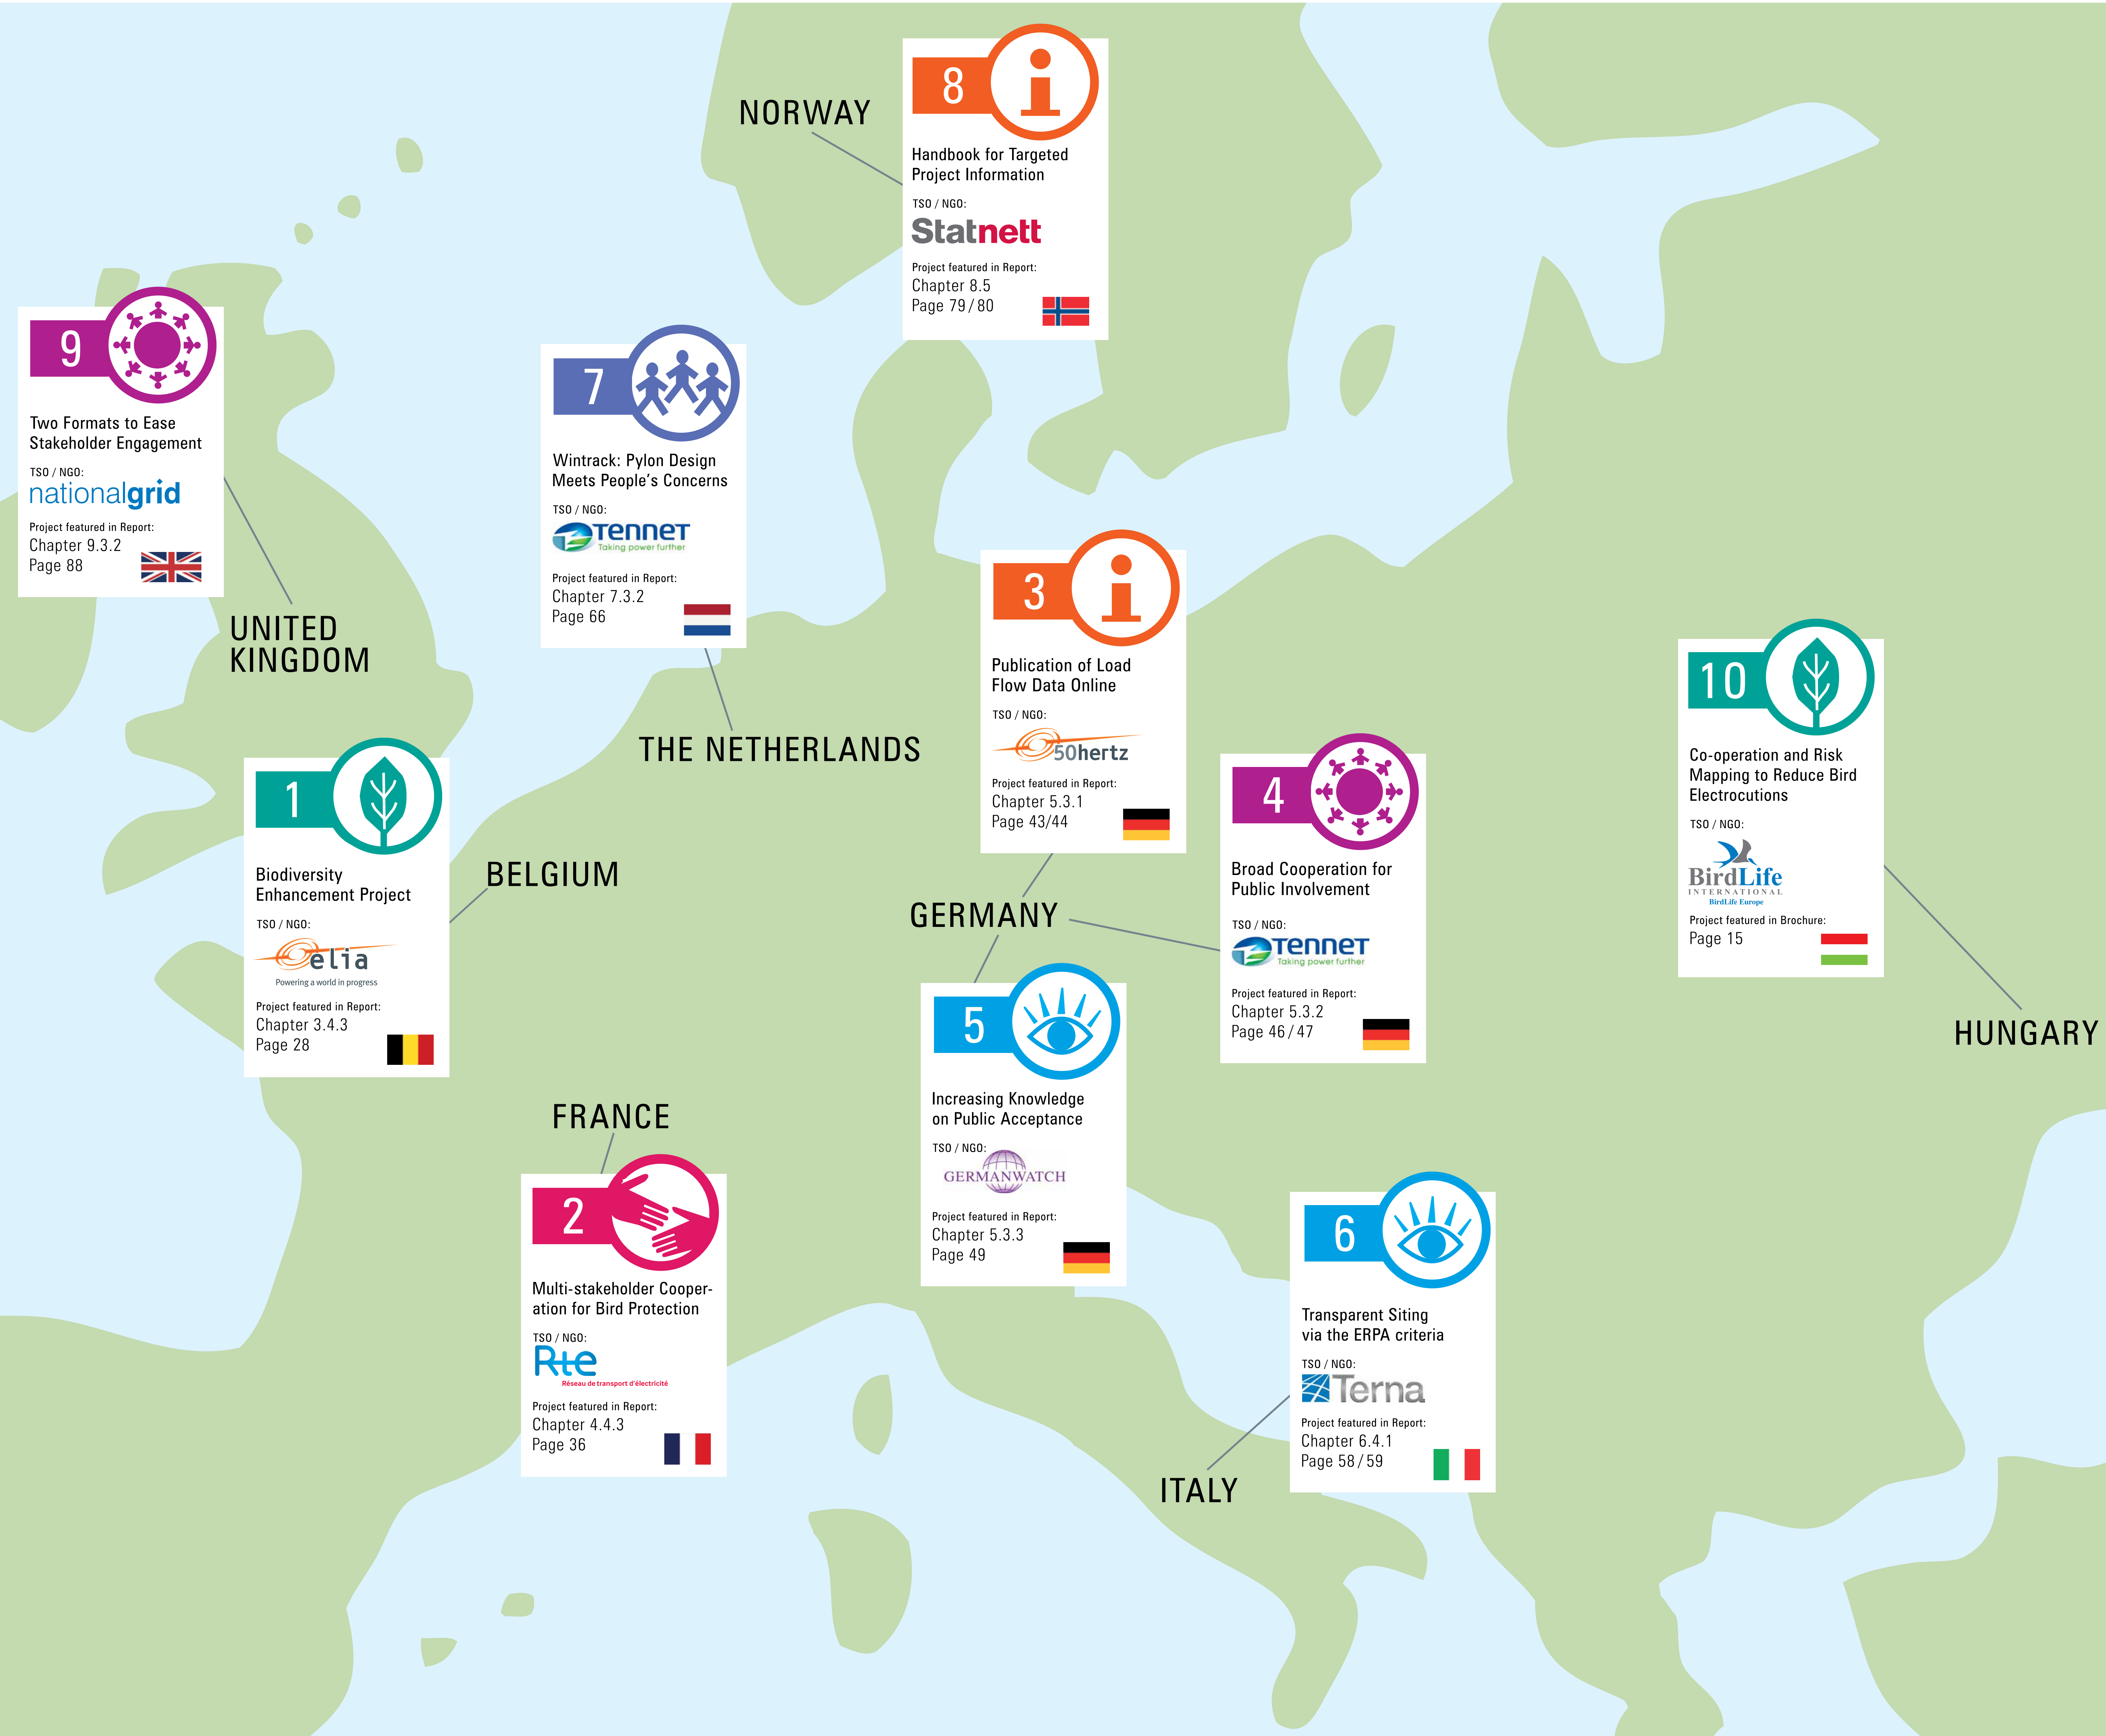 NORWAY
8
Handbook for Targeted
Project Information
TSO / NGO:
Statnett
Project featured in Report:
Chapter 8.5
Page 79 / 80
9
Two Formats to Ease
Stakeholder Engagement
TSO / NGO:
nationalgrid
Project featured in Report:
Chapter 9.3.2
Page 88
UNITED
KINGDOM
7
Wintrack: Pylon Design
Meets People's Concerns
TSO / NGO:
TenneT
Taking power further
Project featured in Report:
Chapter 7.3.2
Page 66
THE NETHERLANDS
3
Publication of Load
Flow Data Online
TSO / NGO:
50hertz
Project featured in Report:
Chapter 5.3.1
Page 43/44
10
Co-operation and Risk
Mapping to Reduce Bird
Electrocutions
TSO / NGO:
BirdLife
INTERNATIONAL
BirdLife Europe
Project featured in Brochure:
Page 15
HUNGARY
1
Biodiversity
Enhancement Project
TSO / NGO:
elia
Powering a world in progress
Project featured in Report:
Chapter 3.4.3
Page 28
BELGIUM
GERMANY
4
Broad Cooperation for
Public Involvement
TSO / NGO:
TenneT
Taking power further
Project featured in Report:
Chapter 5.3.2
Page 46 / 47
5
Increasing Knowledge
on Public Acceptance
TSO / NGO:
GERMANWATCH
Project featured in Report:
Chapter 5.3.3
Page 49
FRANCE
2
Multi-stakeholder Cooper-
ation for Bird Protection
TSO / NGO:
Rte
Réseau de transport d'électricité
Project featured in Report:
Chapter 4.4.3
Page 36
6
Transparent Siting
via the ERPA criteria
TSO / NGO:
Terna
Project featured in Report:
Chapter 6.4.1
Page 58 / 59
ITALY